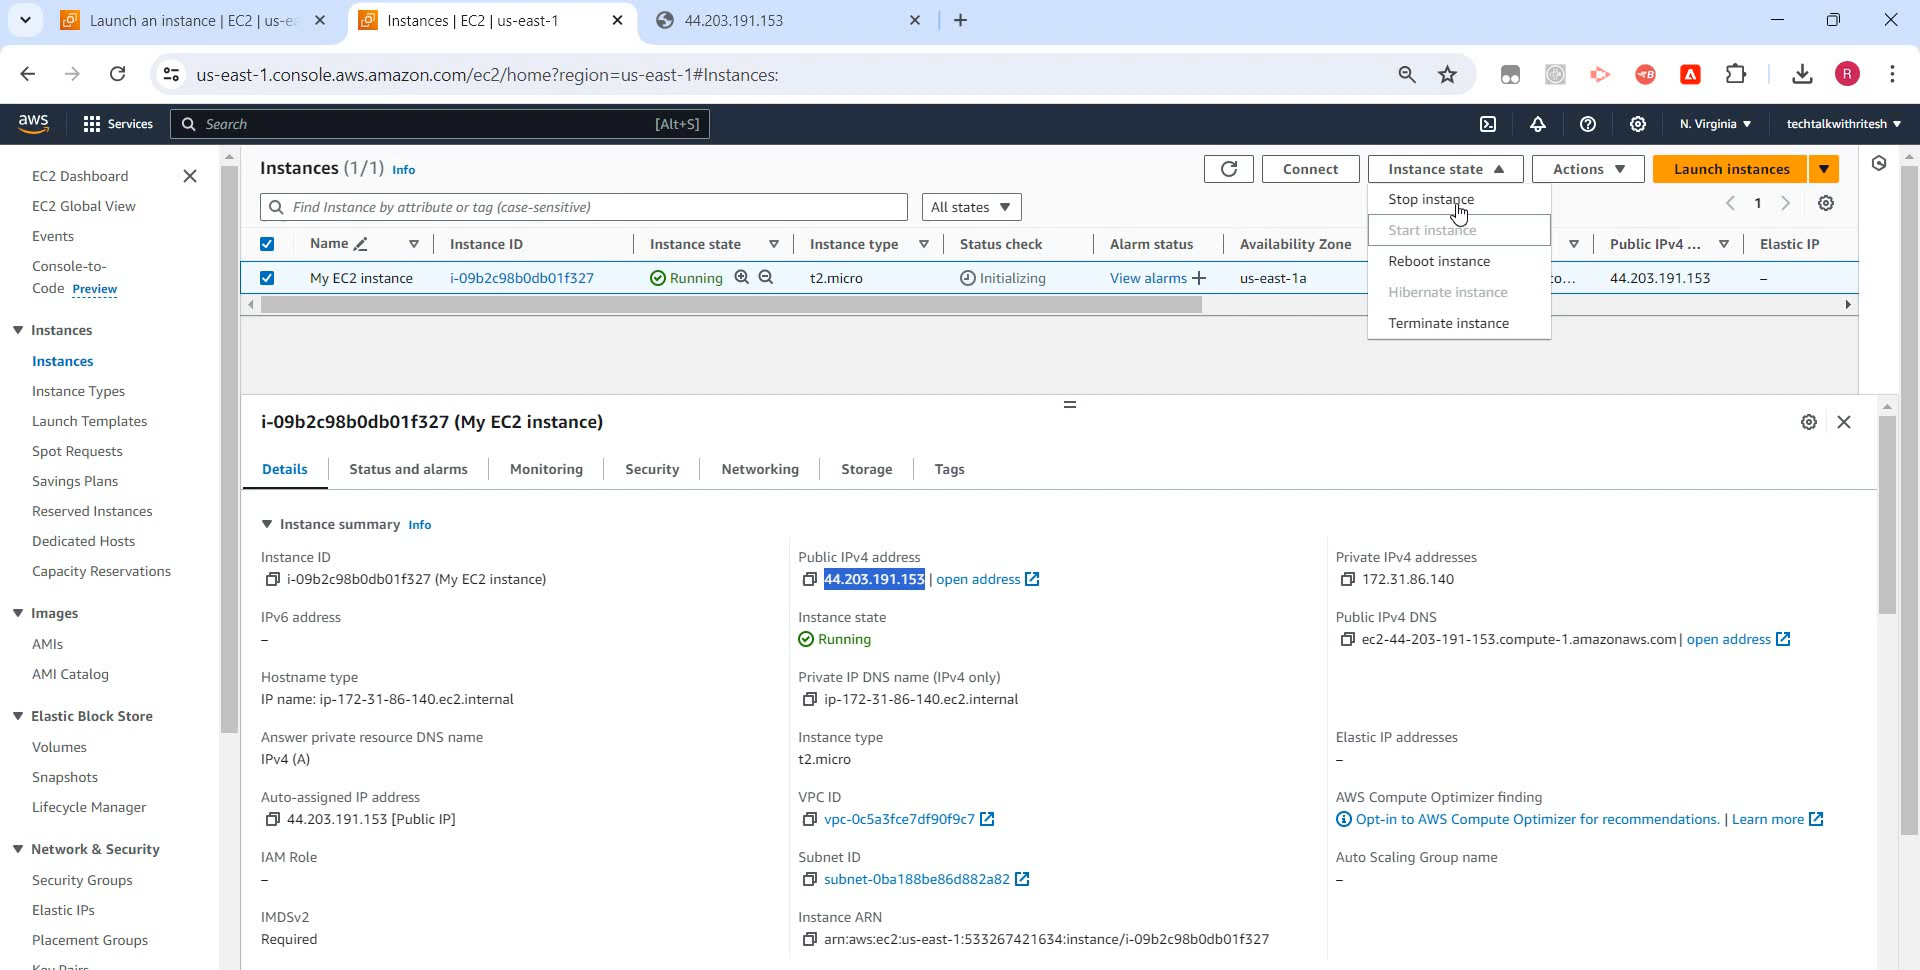 Launch an instance | EC2 | us-ea
Instances | EC2 | us-east-1
44.203.191.153
us-east-1.console.aws.amazon.com/ec2/home?region=us-east-1#Instances:
R
aws
Services
Search
[Alt+S]
N. Virginia
techtalkwithritesh
EC2 Dashboard
EC2 Global View
Events
Console-to-
Code Preview
Instances
Instances
Instance Types
Launch Templates
Spot Requests
Savings Plans
Reserved Instances
Dedicated Hosts
Capacity Reservations
Images
AMIs
AMI Catalog
Elastic Block Store
Volumes
Snapshots
Lifecycle Manager
Network & Security
Security Groups
Elastic IPs
Placement Groups
Key Pairs
Instances (1/1) Info
Connect
Instance state
Actions
Launch instances
Find Instance by attribute or tag (case-sensitive)
All states
1
Stop instance
Start instance
Reboot instance
Hibernate instance
Terminate instance
Name
Instance ID
Instance state
Instance type
Status check
Alarm status
Availability Zone
Public IPv4 ...
Elastic IP
My EC2 instance
i-09b2c98b0db01f327
Running
t2.micro
Initializing
View alarms +
us-east-1a
to...
44.203.191.153
–
i-09b2c98b0db01f327 (My EC2 instance)
Details
Status and alarms
Monitoring
Security
Networking
Storage
Tags
Instance summary Info
Instance ID
i-09b2c98b0db01f327 (My EC2 instance)
Public IPv4 address
44.203.191.153 | open address
Private IPv4 addresses
172.31.86.140
IPv6 address
–
Instance state
Running
Public IPv4 DNS
ec2-44-203-191-153.compute-1.amazonaws.com | open address
Hostname type
IP name: ip-172-31-86-140.ec2.internal
Private IP DNS name (IPv4 only)
ip-172-31-86-140.ec2.internal
Answer private resource DNS name
IPv4 (A)
Instance type
t2.micro
Elastic IP addresses
–
Auto-assigned IP address
44.203.191.153 [Public IP]
VPC ID
vpc-0c5a3fce7df90f9c7
AWS Compute Optimizer finding
Opt-in to AWS Compute Optimizer for recommendations. | Learn more
IAM Role
–
Subnet ID
subnet-0ba188be86d882a82
Auto Scaling Group name
–
IMDSv2
Required
Instance ARN
arn:aws:ec2:us-east-1:533267421634:instance/i-09b2c98b0db01f327